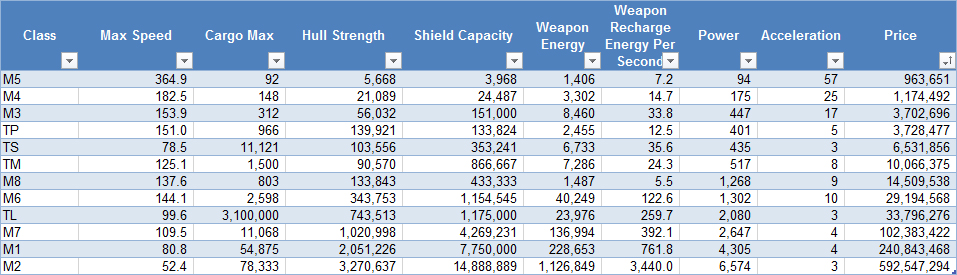 Class Max Speed Cargo Max Hull Strength Shield Capacity Weapon Energy Weapon Recharge Energy Per Second Power Acceleration Price
M5 364.9 92 5,668 3,968 1,406 7.2 94 57 963,651
M4 182.5 148 21,089 24,487 3,302 14.7 175 25 1,174,492
M3 153.9 312 56,032 151,000 8,460 33.8 447 17 3,702,696
TP 151.0 966 139,921 133,824 2,455 12.5 401 5 3,728,477
TS 78.5 11,121 103,556 353,241 6,733 35.6 435 3 6,531,856
TM 125.1 1,500 90,570 866,667 7,286 24.3 517 8 10,066,375
M8 137.6 803 133,843 433,333 1,487 5.5 1,268 9 14,509,538
M6 144.1 2,598 343,753 1,154,545 40,249 122.6 1,302 10 29,194,568
TL 99.6 3,100,000 743,513 1,175,000 23,976 259.7 2,080 3 33,796,276
M7 109.5 11,068 1,020,998 4,269,231 136,994 392.1 2,647 4 102,383,422
M1 80.8 54,875 2,051,226 7,750,000 228,653 761.8 4,305 4 240,843,468
M2 52.4 78,333 3,270,637 14,888,889 1,126,849 3,440.0 6,574 3 592,547,294